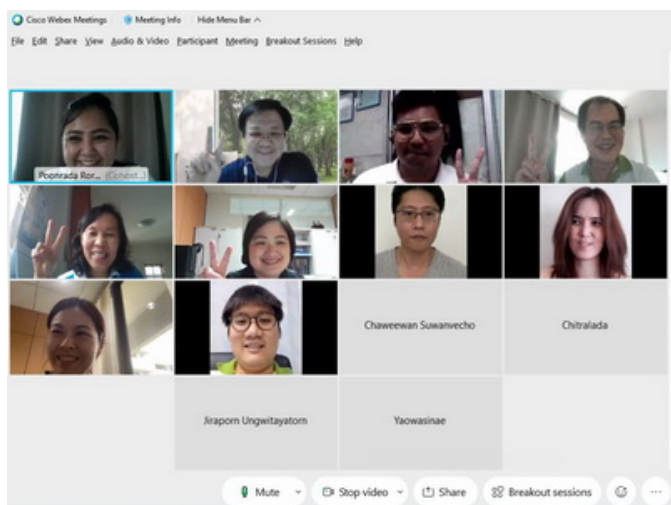 Cisco Webex Meetings Meeting Info Hide Menu Bar
File Edit Share View Audio & Video Participant Meeting Breakout Sessions Help
Poonrada Ror...
Chaweewan Suwanvecho
Chitralada
Jiraporn Ungwitayatorn
Yaowasinae
Mute
Stop video
Share
Breakout sessions